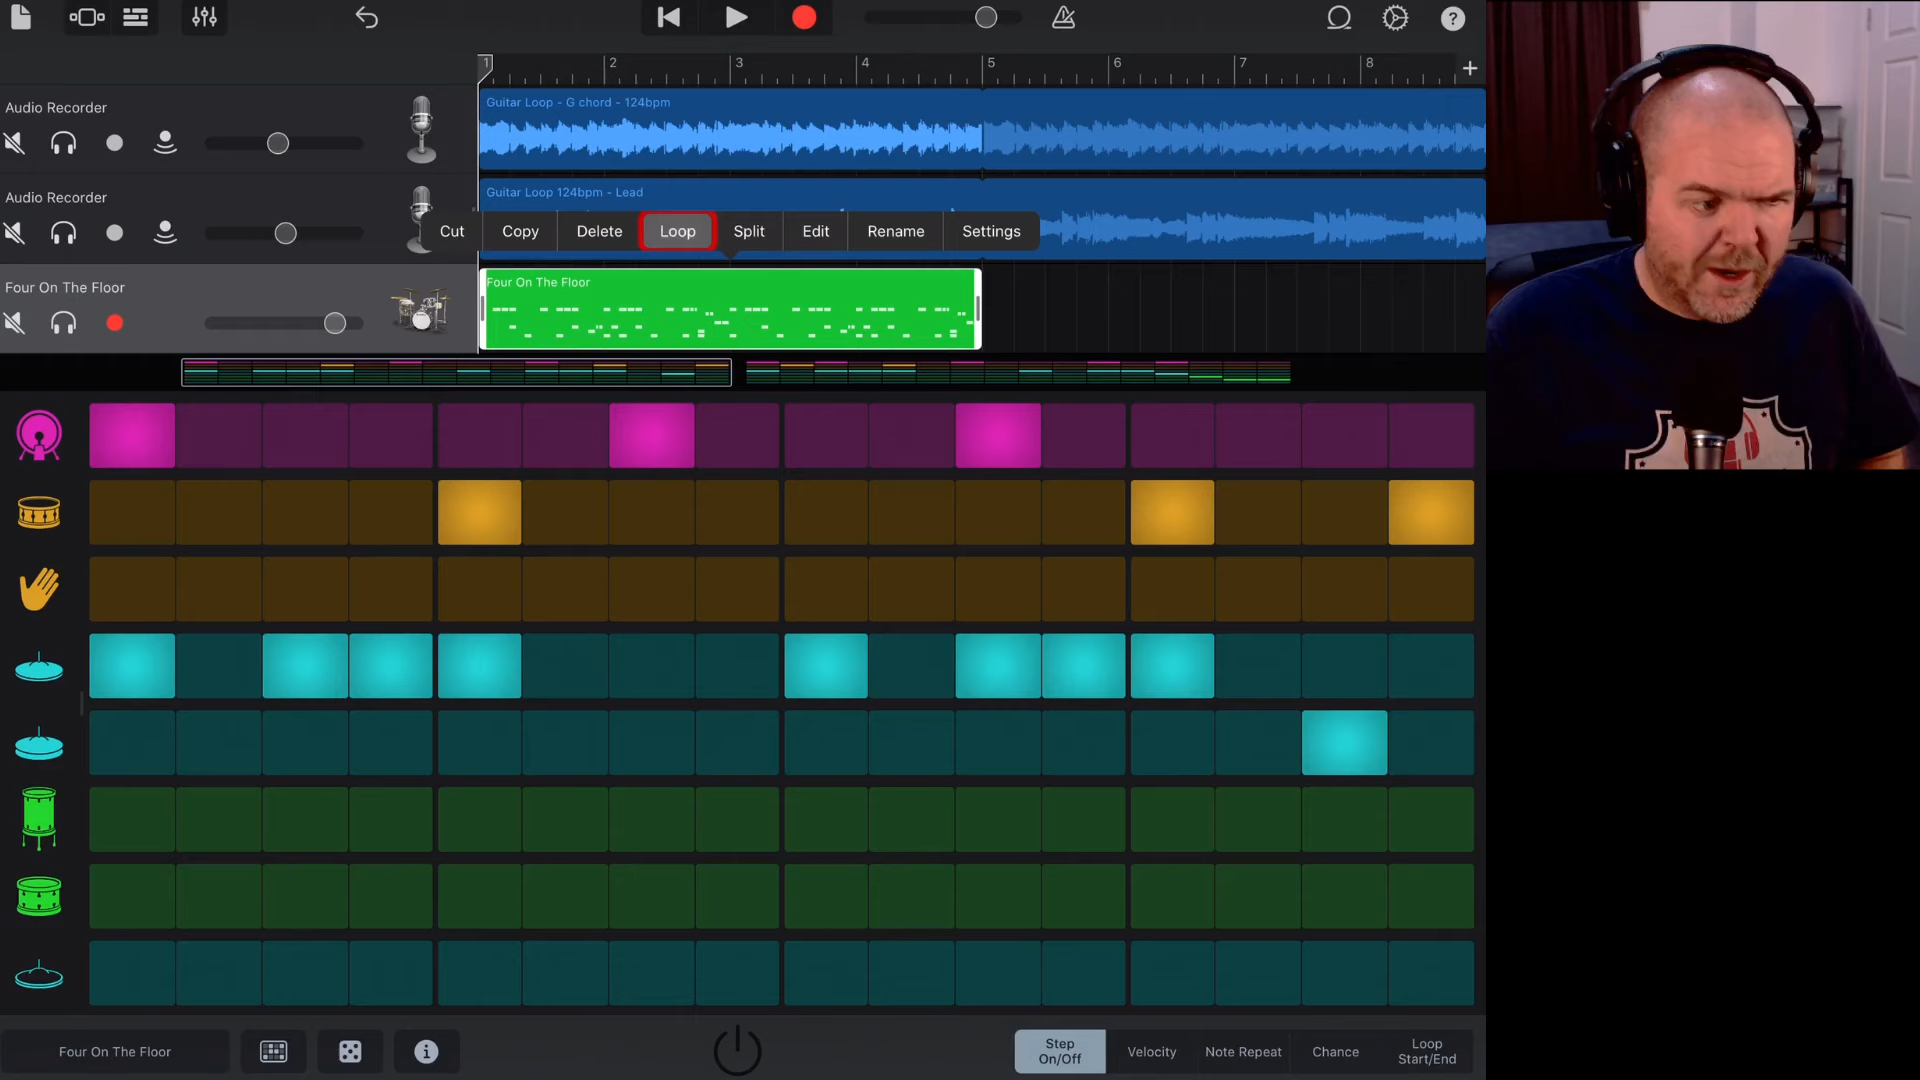 1 2 3 4 5 6 7 8
Audio Recorder
Guitar Loop - G chord - 124bpm
Audio Recorder
Guitar Loop 124bpm - Lead
Cut Copy Delete Loop Split Edit Rename Settings
Four On The Floor
Four On The Floor
Four On The Floor
Step
On/Off
Velocity
Note Repeat
Chance
Loop
Start/End